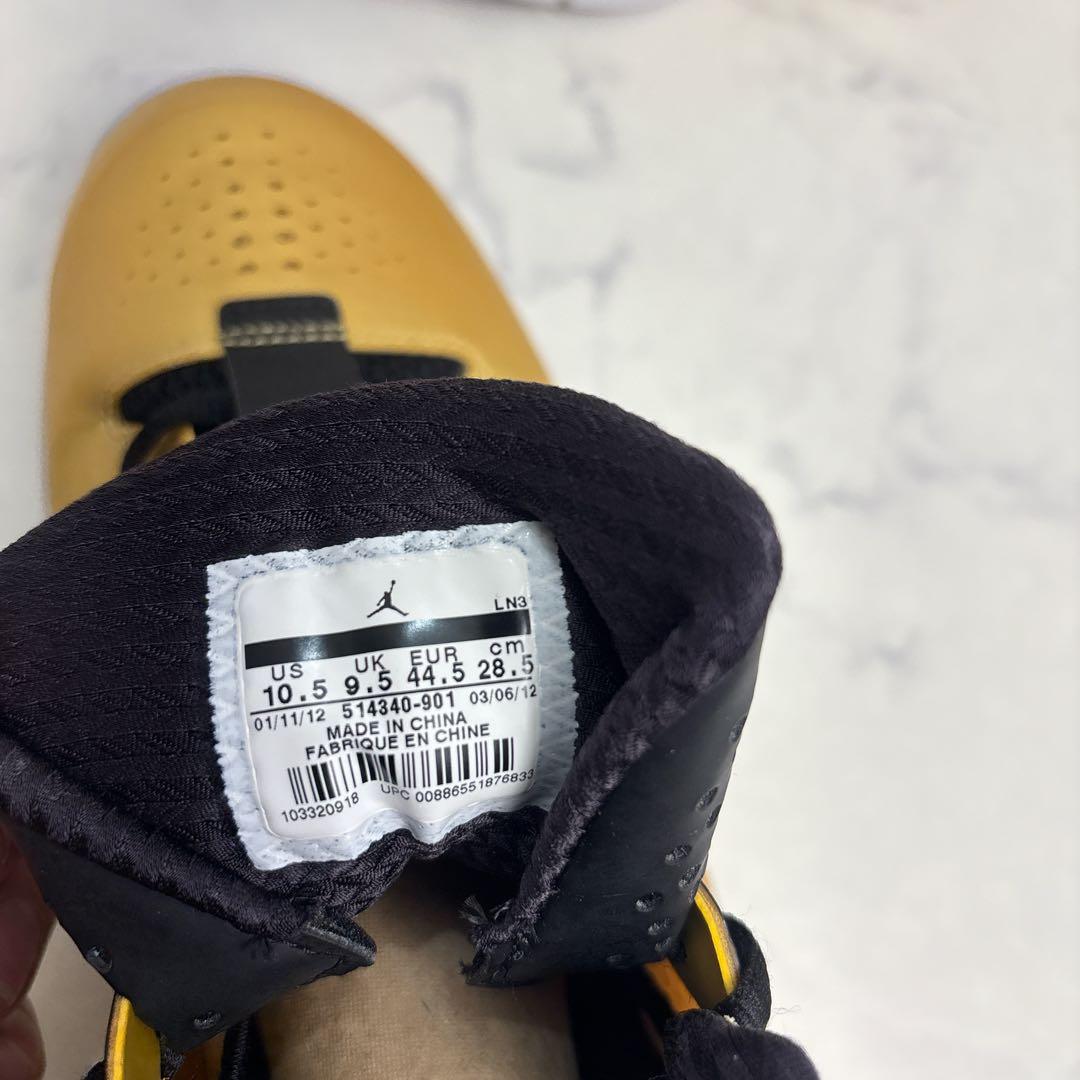 LN3
US UK EUR cm
10.5 9.5 44.5 28.5
01/11/12 514340-901 03/06/12
MADE IN CHINA
FABRIQUE EN CHINE
103320918 UPC 00886551876833